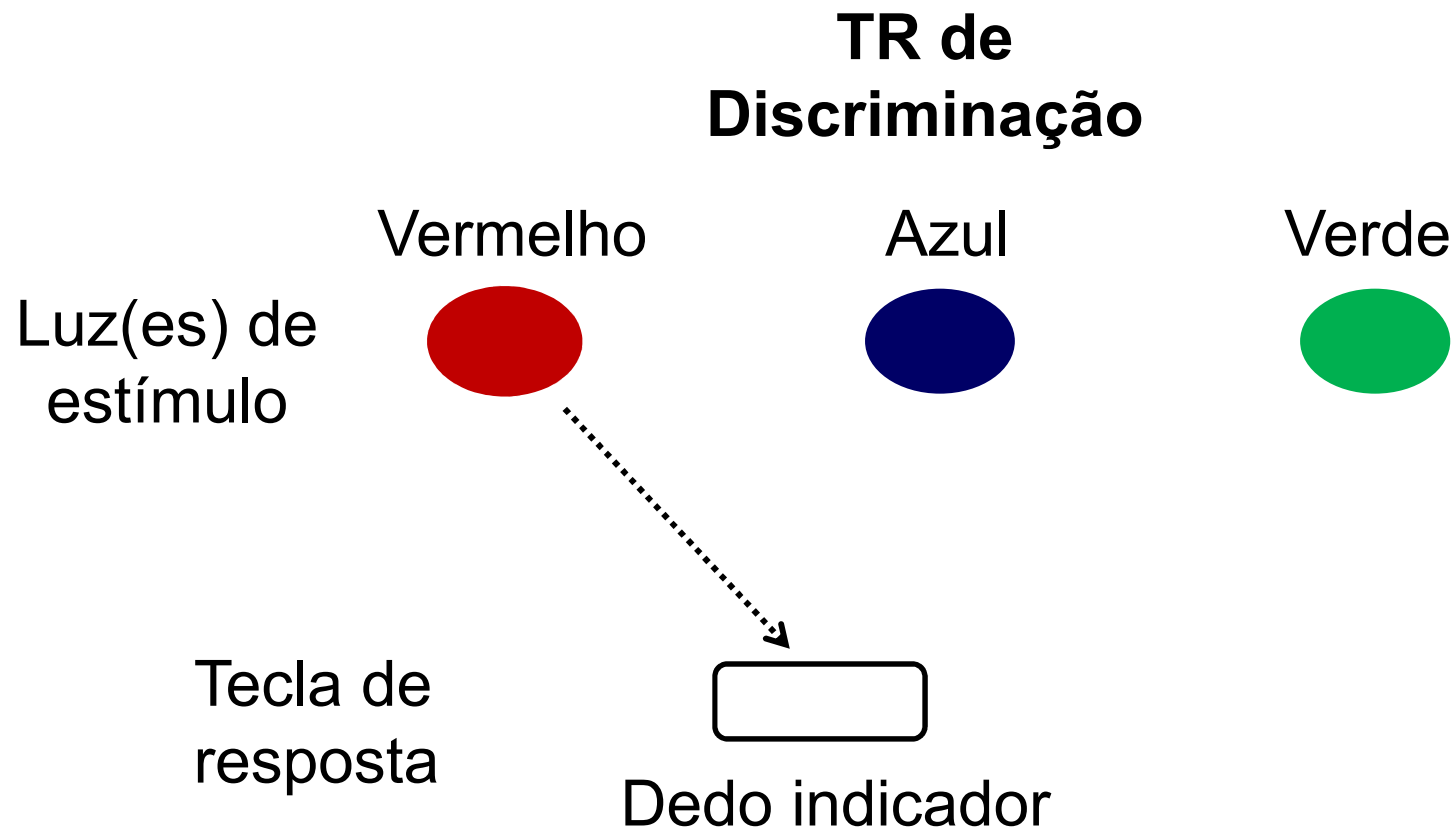 TR de
Discriminação
Vermelho
Azul
Verde
Luz(es) de
estímulo
Tecla de
resposta
Dedo indicador